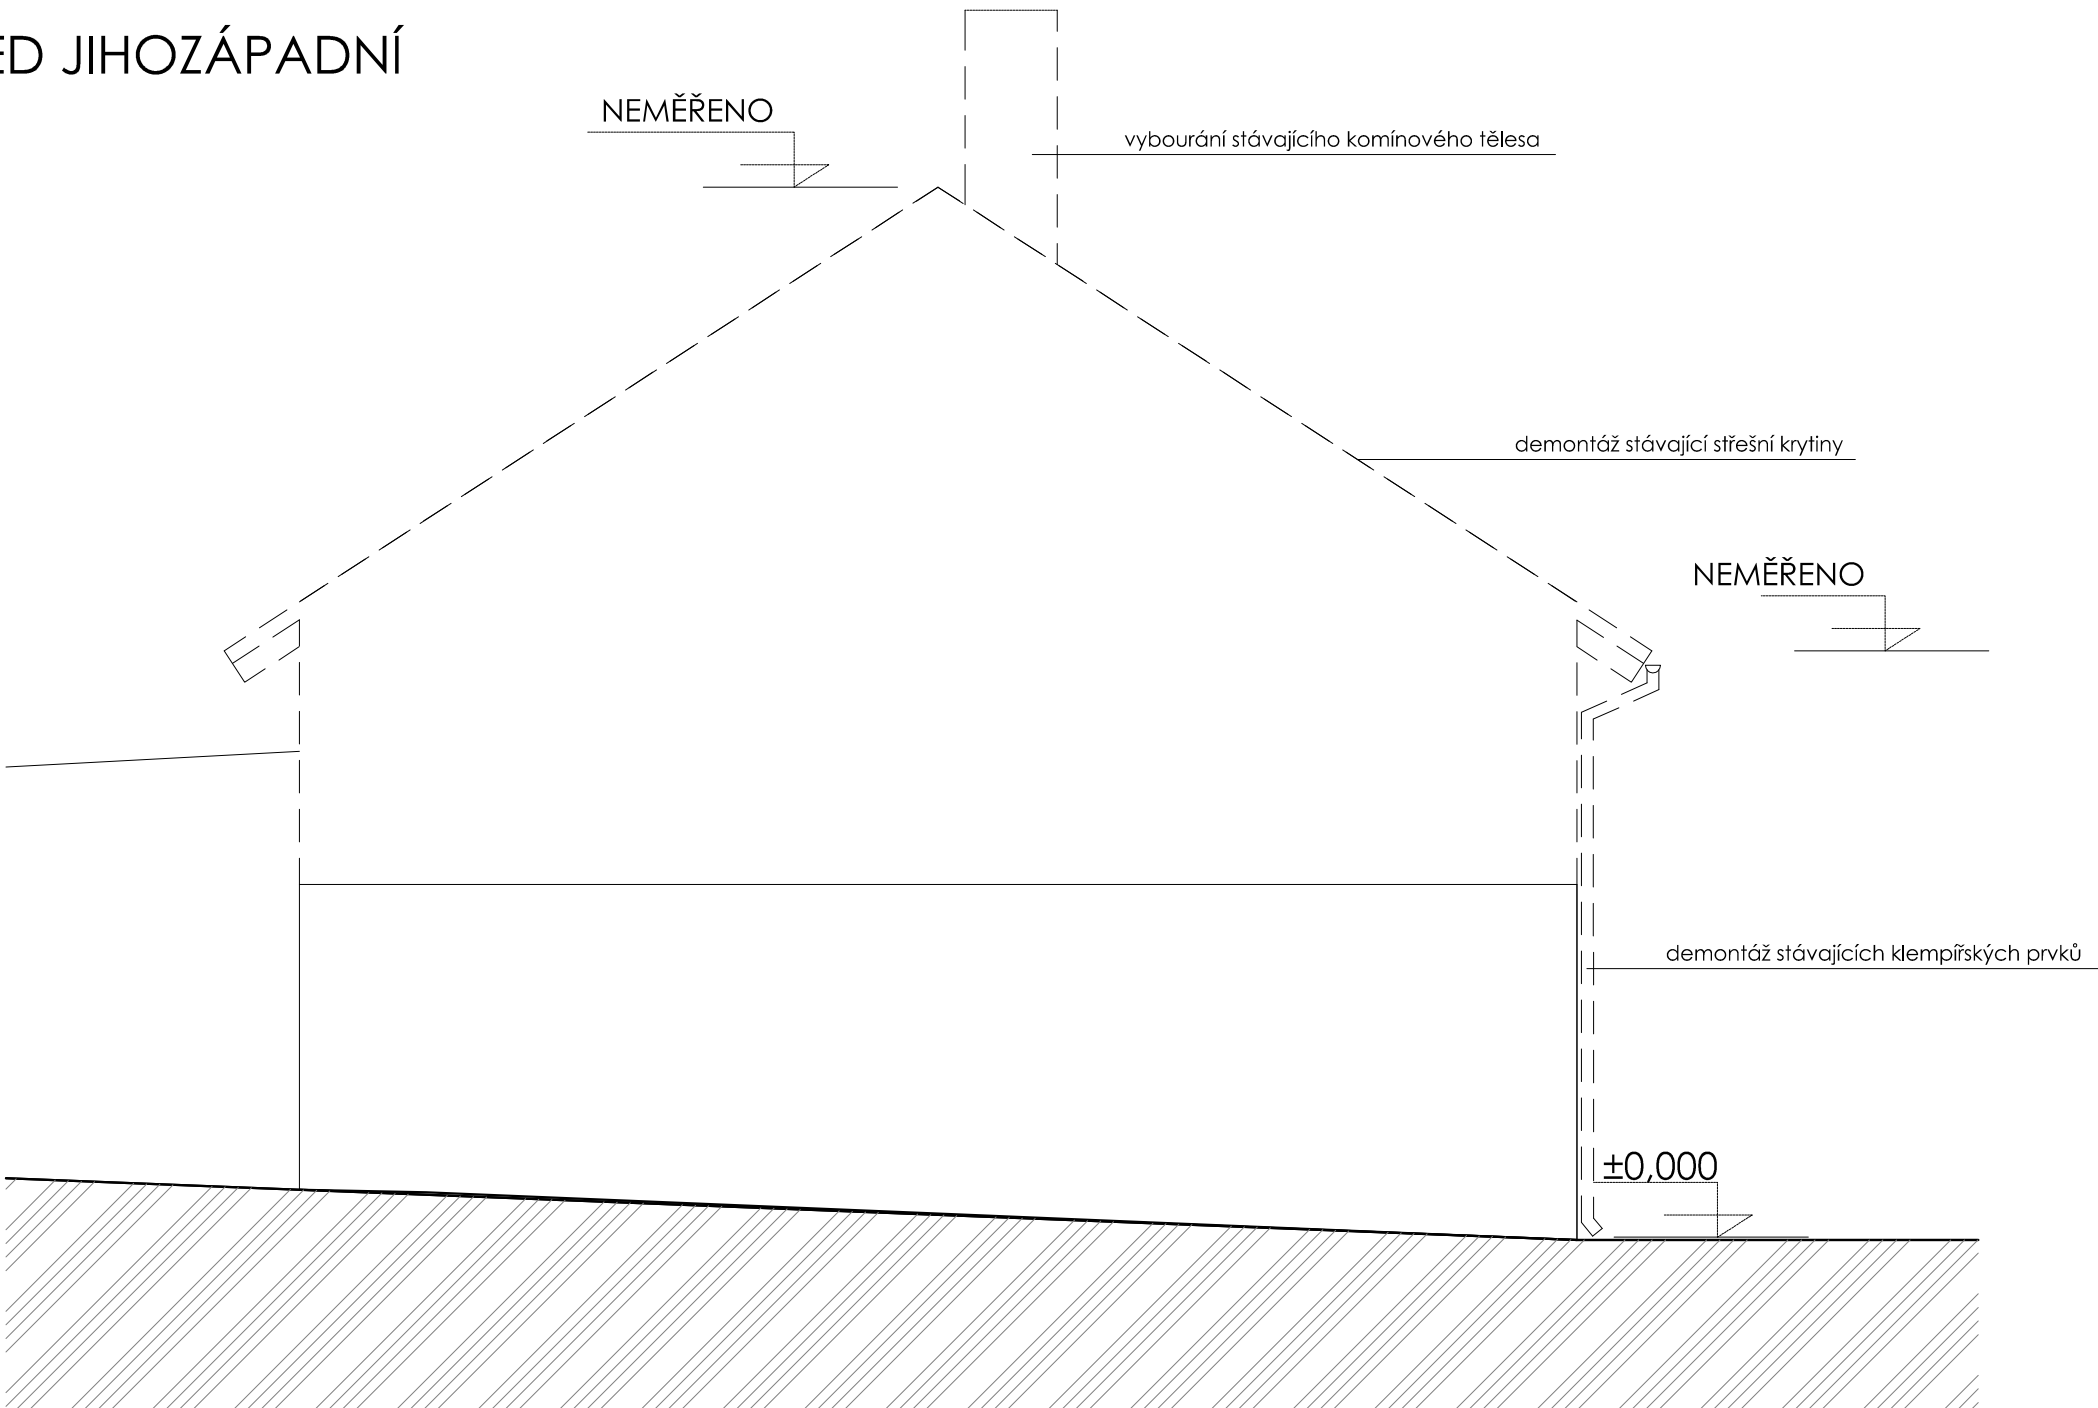 ED JIHOZÁPADNÍ
NEMĚŘENO
vybourání stávajícího komínového tělesa
demontáž stávající střešní krytiny
NEMĚŘENO
demontáž stávajících klempířských prvků
±0,000